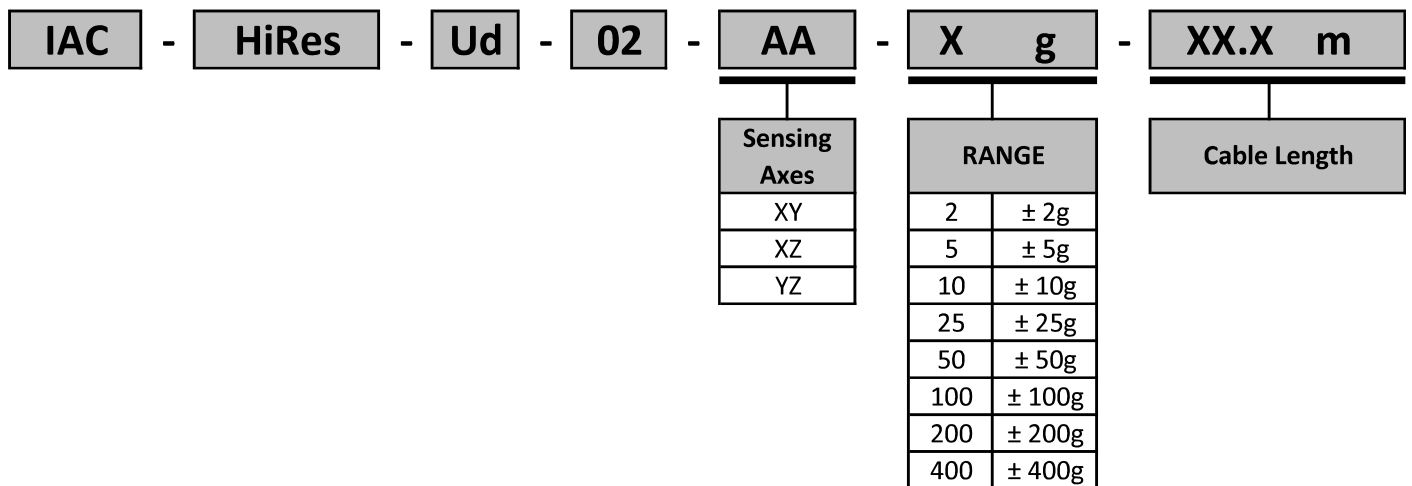 IAC - HiRes - Ud - 02 - AA - X g - XX.X m
Sensing
Axes
XY
XZ
YZ
RANGE
2 ± 2g
5 ± 5g
10 ± 10g
25 ± 25g
50 ± 50g
100 ± 100g
200 ± 200g
400 ± 400g
Cable Length